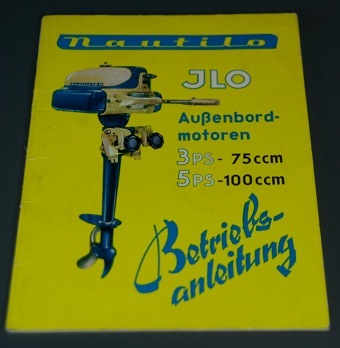 Nautilo
JLO
Außenbord-
motoren
3PS - 75ccm
5PS -100ccm
Betriebs-
anleitung